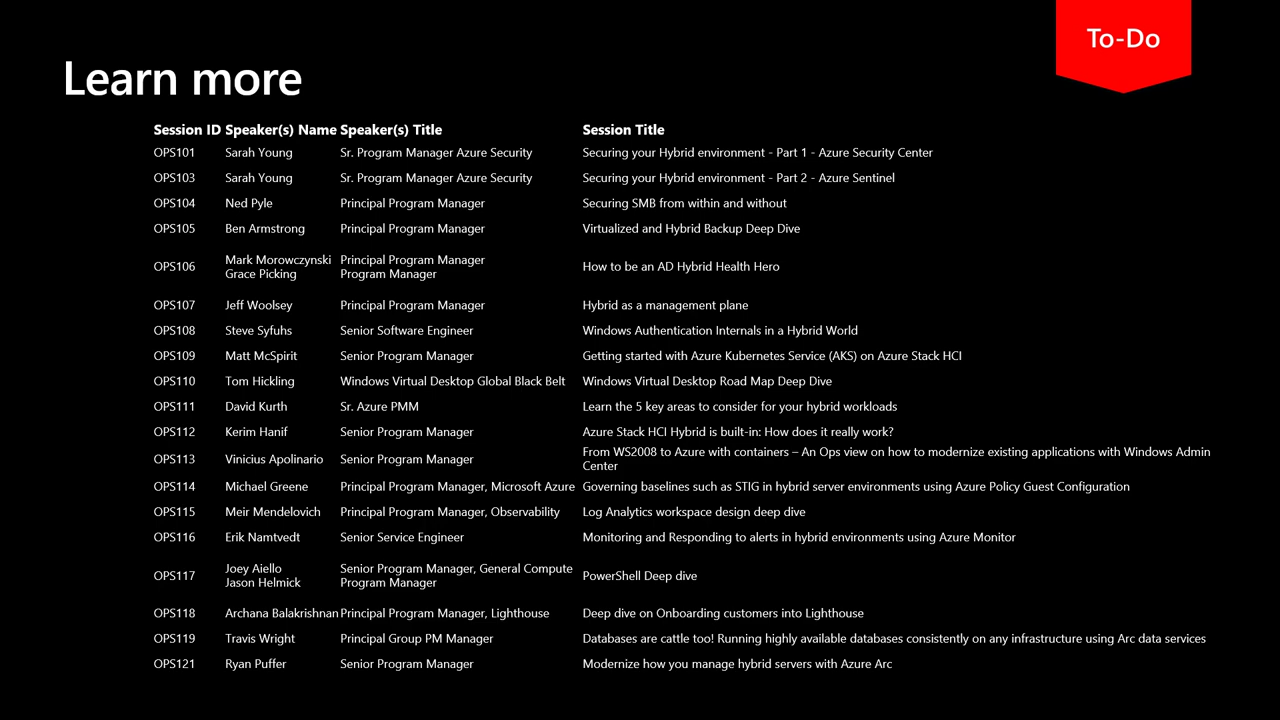 To-Do
Learn more
Session ID Speaker(s) Name Speaker(s) Title Session Title
OPS101 Sarah Young Sr. Program Manager Azure Security Securing your Hybrid environment - Part 1 - Azure Security Center
OPS103 Sarah Young Sr. Program Manager Azure Security Securing your Hybrid environment - Part 2 - Azure Sentinel
OPS104 Ned Pyle Principal Program Manager Securing SMB from within and without
OPS105 Ben Armstrong Principal Program Manager Virtualized and Hybrid Backup Deep Dive
OPS106 Mark Morowczynski Principal Program Manager How to be an AD Hybrid Health Hero
Grace Picking Program Manager
OPS107 Jeff Woolsey Principal Program Manager Hybrid as a management plane
OPS108 Steve Syfuhs Senior Software Engineer Windows Authentication Internals in a Hybrid World
OPS109 Matt McSpirit Senior Program Manager Getting started with Azure Kubernetes Service (AKS) on Azure Stack HCI
OPS110 Tom Hickling Windows Virtual Desktop Global Black Belt Windows Virtual Desktop Road Map Deep Dive
OPS111 David Kurth Sr. Azure PMM Learn the 5 key areas to consider for your hybrid workloads
OPS112 Kerim Hanif Senior Program Manager Azure Stack HCI Hybrid is built-in: How does it really work?
OPS113 Vinicius Apolinario Senior Program Manager From WS2008 to Azure with containers – An Ops view on how to modernize existing applications with Windows Admin
Center
OPS114 Michael Greene Principal Program Manager, Microsoft Azure Governing baselines such as STIG in hybrid server environments using Azure Policy Guest Configuration
OPS115 Meir Mendelovich Principal Program Manager, Observability Log Analytics workspace design deep dive
OPS116 Erik Namtvedt Senior Service Engineer Monitoring and Responding to alerts in hybrid environments using Azure Monitor
OPS117 Joey Aiello Senior Program Manager, General Compute PowerShell Deep dive
Jason Helmick Program Manager
OPS118 Archana Balakrishnan Principal Program Manager, Lighthouse Deep dive on Onboarding customers into Lighthouse
OPS119 Travis Wright Principal Group PM Manager Databases are cattle too! Running highly available databases consistently on any infrastructure using Arc data services
OPS121 Ryan Puffer Senior Program Manager Modernize how you manage hybrid servers with Azure Arc